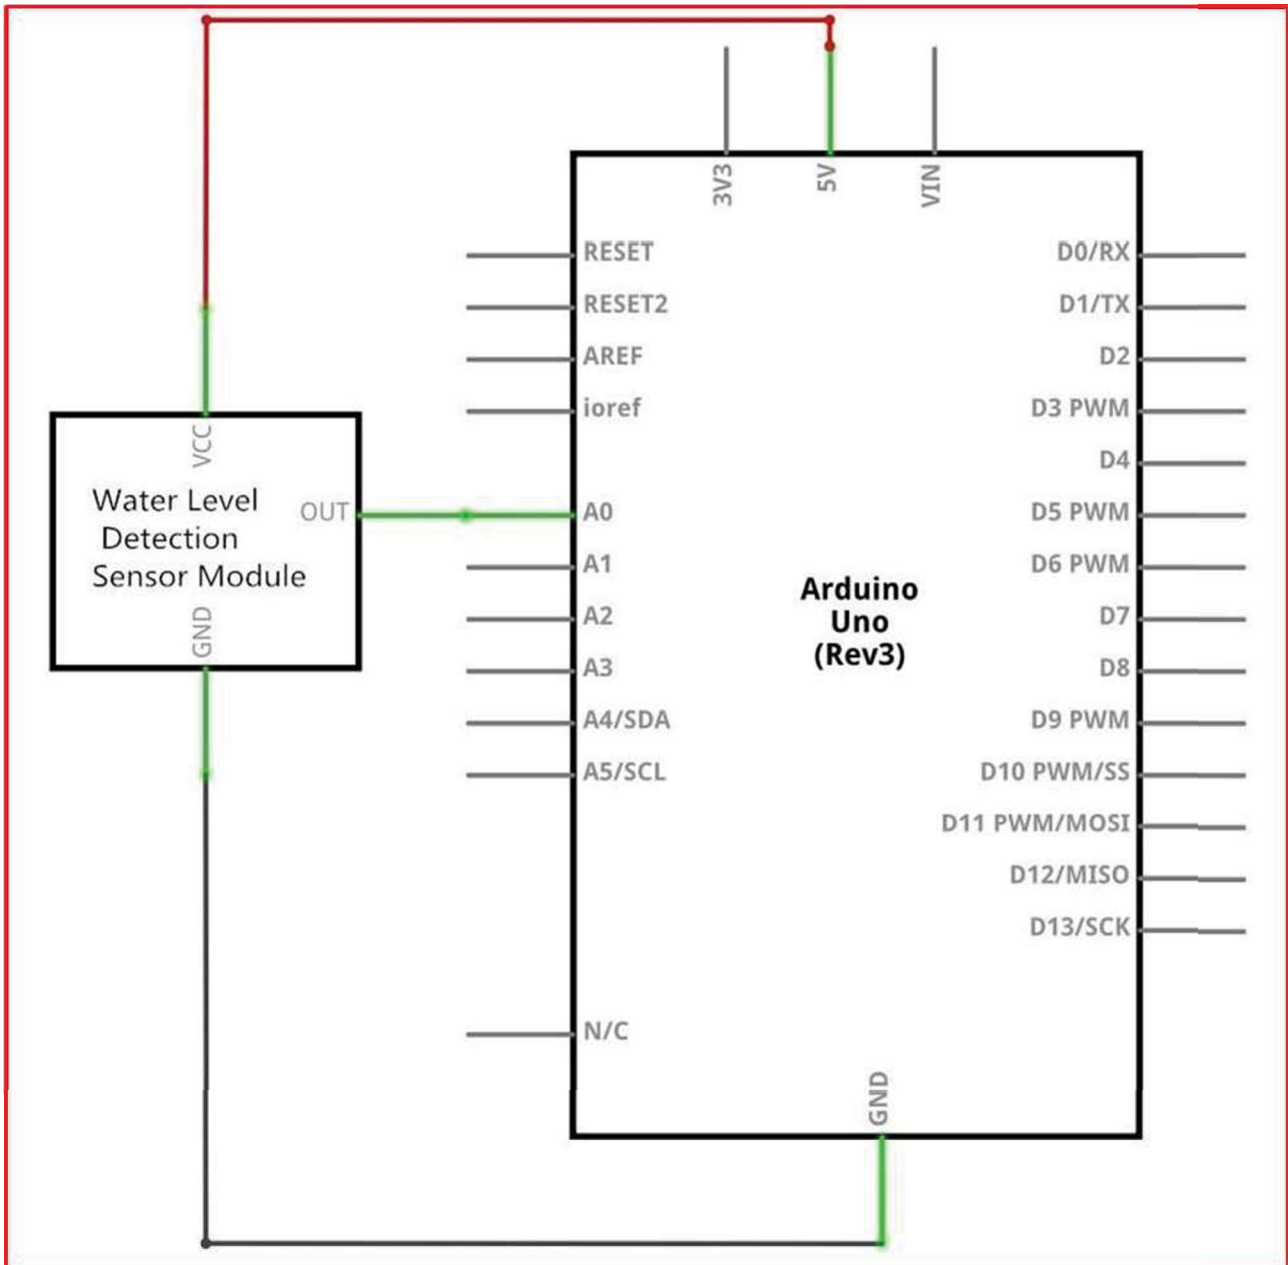 3V3
5V
VIN
RESET
RESET2
AREF
ioref
A0
A1
A2
A3
A4/SDA
A5/SCL
N/C
D0/RX
D1/TX
D2
D3 PWM
D4
D5 PWM
D6 PWM
D7
D8
D9 PWM
D10 PWM/SS
D11 PWM/MOSI
D12/MISO
D13/SCK
Arduino
Uno
(Rev3)
GND
VCC
Water Level
Detection
Sensor Module
OUT
GND